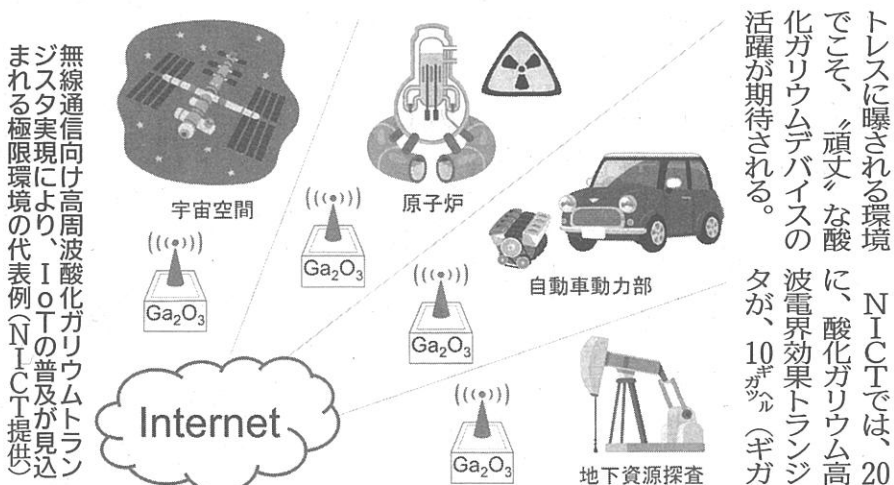 トレスに曝される環境
でこそ、〝頑丈〟な酸
化ガリウムデバイスの
活躍が期待される。
NICTでは、20
に、酸化ガリウム高
波電界効果トランジ
タが、10ギガヘルツ(ギガ
宇宙空間
原子炉
自動車動力部
地下資源探査
Ga₂O₃
Ga₂O₃
Ga₂O₃
Ga₂O₃
Internet
無線通信向け高周波酸化ガリウムトラン
ジスタ実現により、IoTの普及が見込
まれる極限環境の代表例(NICT提供)